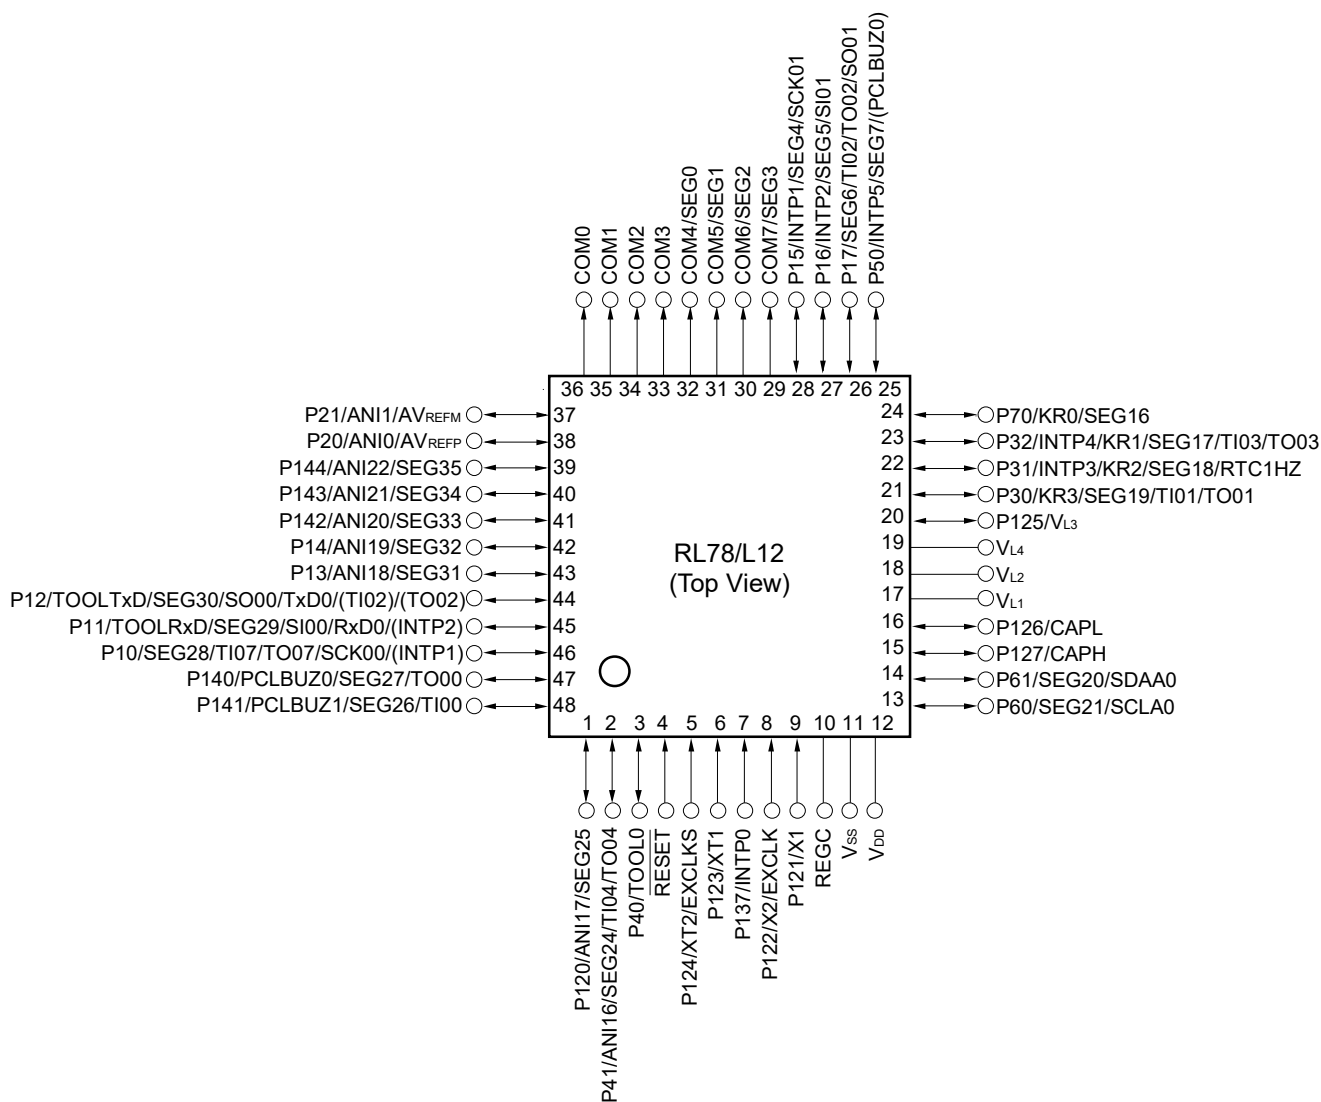 COM0
COM1
COM2
COM3
COM4/SEG0
COM5/SEG1
COM6/SEG2
COM7/SEG3
P15/INTP1/SEG4/SCK01
P16/INTP2/SEG5/SI01
P17/SEG6/TI02/TO02/SO01
P50/INTP5/SEG7/(PCLBUZ0)
36 35 34 33 32 31 30 29 28 27 26 25
P21/ANI1/AVREFM 37
P20/ANI0/AVREFP 38
P144/ANI22/SEG35 39
P143/ANI21/SEG34 40
P142/ANI20/SEG33 41
P14/ANI19/SEG32 42
P13/ANI18/SEG31 43
P12/TOOLTxD/SEG30/SO00/TxD0/(TI02)/(TO02) 44
P11/TOOLRxD/SEG29/SI00/RxD0/(INTP2) 45
P10/SEG28/TI07/TO07/SCK00/(INTP1) 46
P140/PCLBUZ0/SEG27/TO00 47
P141/PCLBUZ1/SEG26/TI00 48
RL78/L12
(Top View)
24 P70/KR0/SEG16
23 P32/INTP4/KR1/SEG17/TI03/TO03
22 P31/INTP3/KR2/SEG18/RTC1HZ
21 P30/KR3/SEG19/TI01/TO01
20 P125/VL3
19 VL4
18 VL2
17 VL1
16 P126/CAPL
15 P127/CAPH
14 P61/SEG20/SDAA0
13 P60/SEG21/SCLA0
1 2 3 4 5 6 7 8 9 10 11 12
P120/ANI17/SEG25
P41/ANI16/SEG24/TI04/TO04
P40/TOOL0
RESET
P124/XT2/EXCLKS
P123/XT1
P137/INTP0
P122/X2/EXCLK
P121/X1
REGC
VSS
VDD